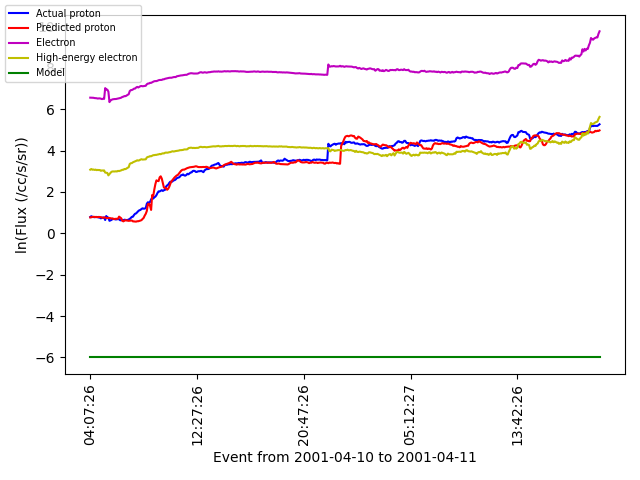 Actual proton
Predicted proton
Electron
High-energy electron
Model
6
4
2
0
−2
−4
−6
ln(Flux (/cc/s/sr))
04:07:26
12:27:26
20:47:26
05:12:27
13:42:26
Event from 2001-04-10 to 2001-04-11